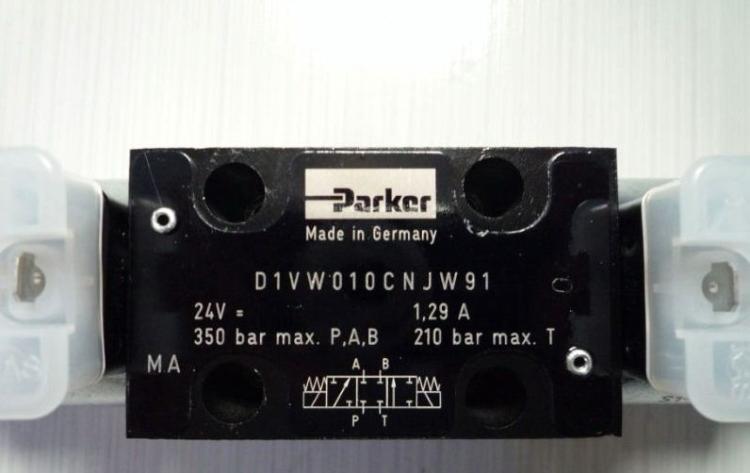 Parker
Made in Germany
D1VW010CNJW91
24V = 1,29 A
350 bar max. P,A,B 210 bar max. T
MA
A B
P T